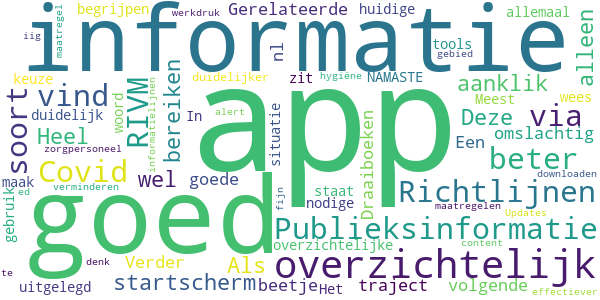 begrijpen
werkdruk
Gerelateerde
huidige
allemaal
maatregel
iig
informatie
nl
tools
gebied
alleen
keuze
vind
RIVM
bereiken
duidelijker
zit
hygiëne
NAMASTE
aanklik
Meest
wees
soort
duidelijk
woord
informatielijnen
In
alert
app
situatie
Draaiboeken
Deze
via
Heel
Een
omslachtig
zorgpersoneel
Covid
wel
beter
maak
ed
verminderen
goede
fijn
staat
nodige
Richtlijnen
downloaden
maatregelen
gebruik
goed
Publieksinformatie
Updates
overzichtelijke
content
te
denk
Verder
Als
overzichtelijk
uitgelegd
startscherm
beetje
Het
traject
volgende
effectiever